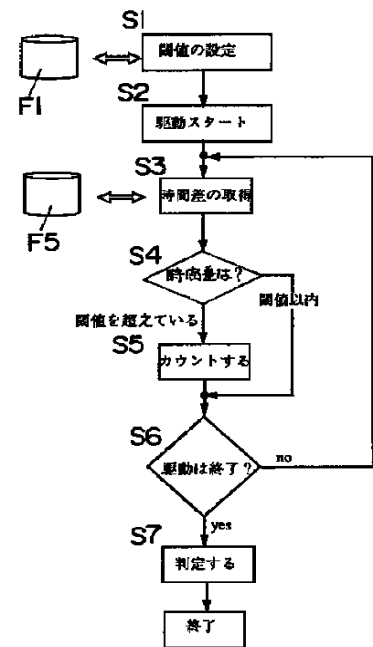 S1
閾値の設定
F1
S2
駆動スタート
S3
時間差の取得
F5
S4
時間差は?
閾値以内
閾値を超えている
S5
カウントする
S6
駆動は終了?
no
yes
S7
判定する
終了